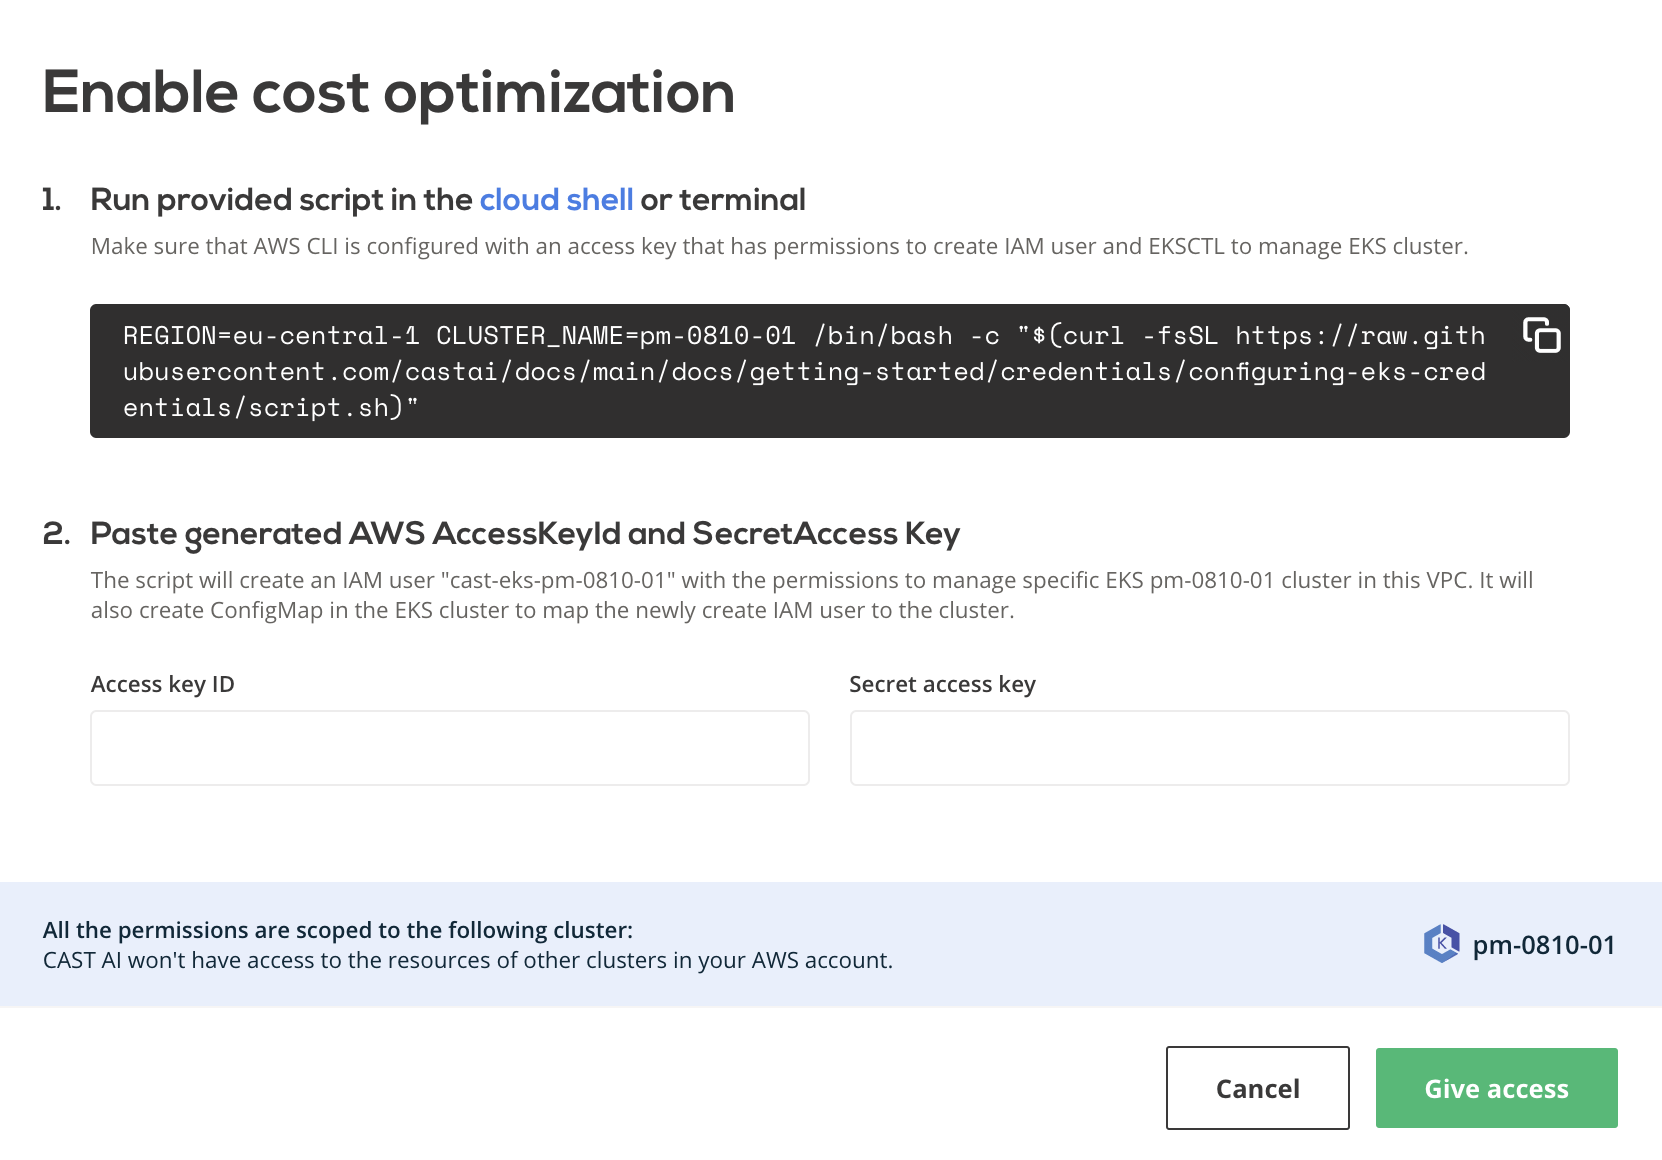 Enable cost optimization
1. Run provided script in the cloud shell or terminal
Make sure that AWS CLI is configured with an access key that has permissions to create IAM user and EKSCTL to manage EKS cluster.
REGION=eu-central-1 CLUSTER_NAME=pm-0810-01 /bin/bash -c "$(curl -fsSL https://raw.gith
ubusercontent.com/castai/docs/main/docs/getting-started/credentials/configuring-eks-cred
entials/script.sh)"
2. Paste generated AWS AccessKeyId and SecretAccess Key
The script will create an IAM user "cast-eks-pm-0810-01" with the permissions to manage specific EKS pm-0810-01 cluster in this VPC. It will
also create ConfigMap in the EKS cluster to map the newly create IAM user to the cluster.
Access key ID
Secret access key
All the permissions are scoped to the following cluster:
CAST AI won't have access to the resources of other clusters in your AWS account.
K pm-0810-01
Cancel
Give access